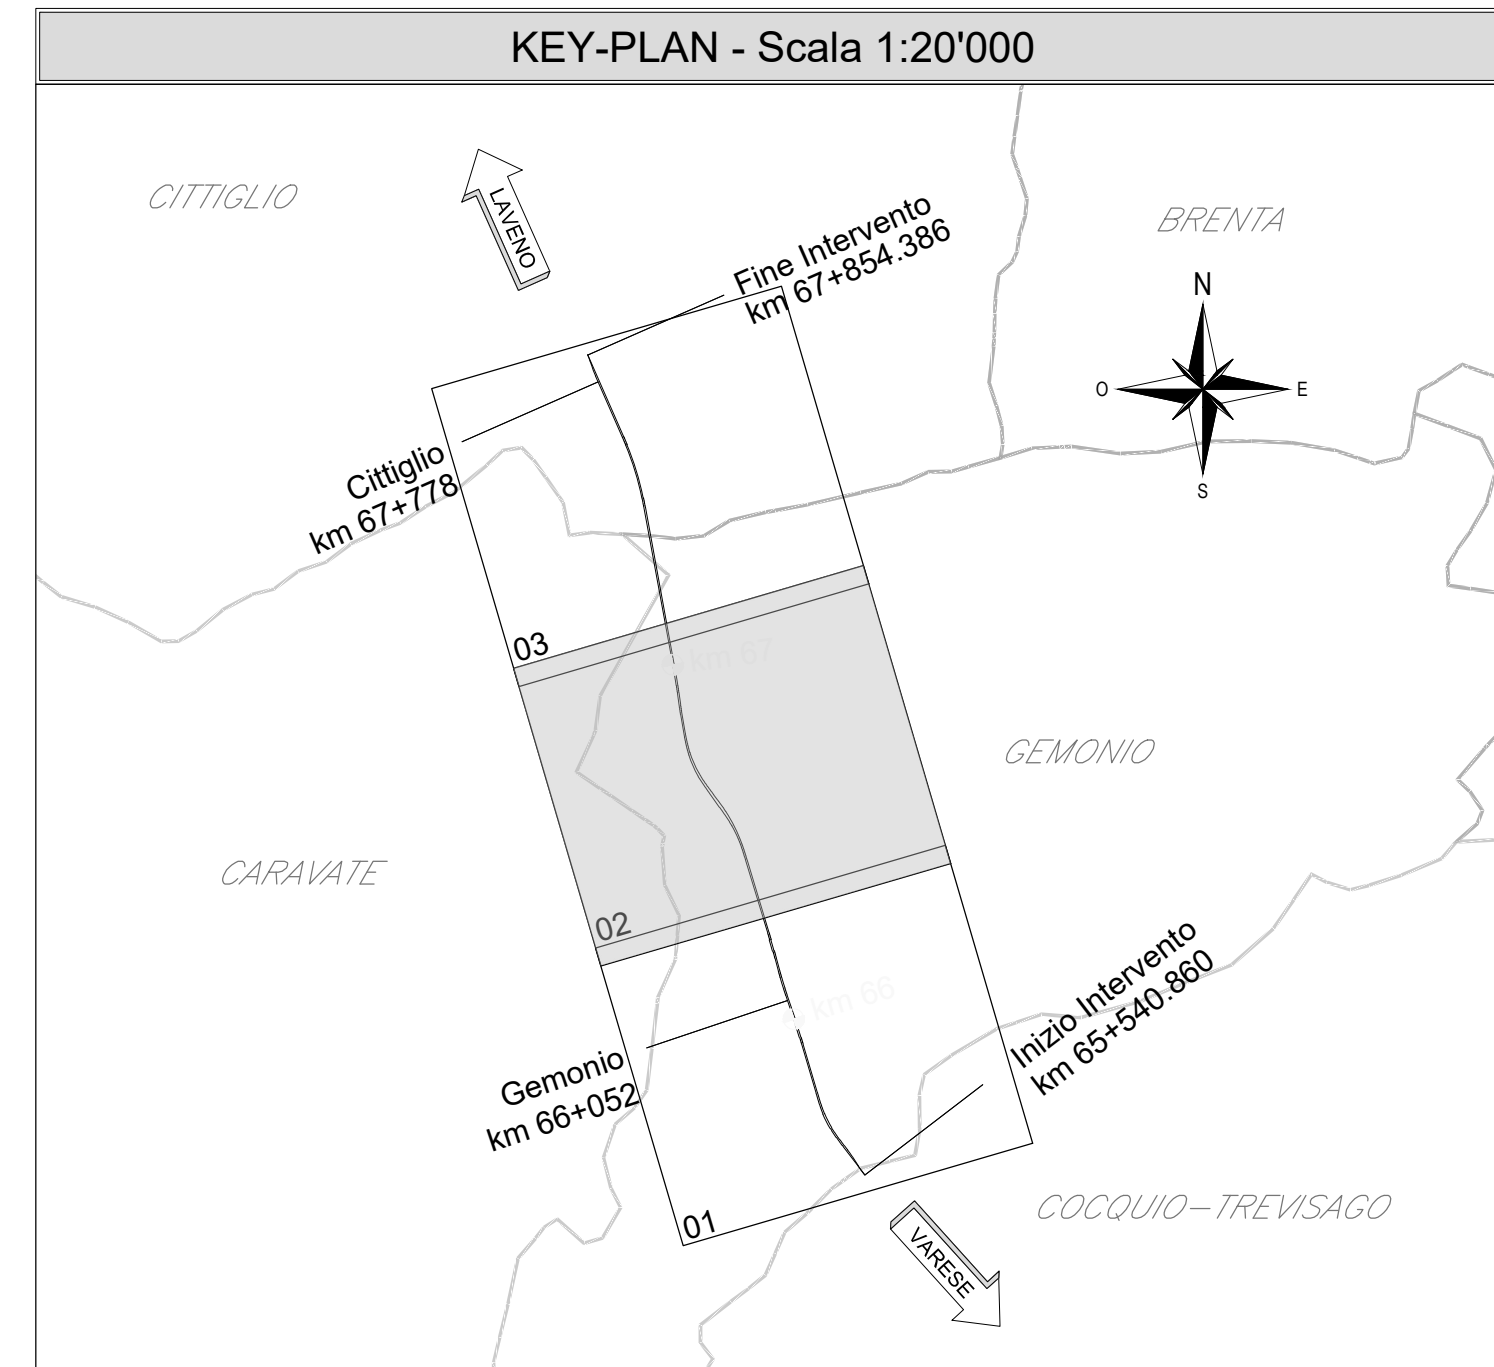 KEY-PLAN - Scala 1:20'000
CITTIGLIO
LAVENO
BRENTA
Fine Intervento
km 67+854.386
N
O
E
S
Cittiglio
km 67+778
03
km 67
GEMONIO
CARAVATE
02
km 66
Inizio Intervento
km 65+540.860
Gemonio
km 66+052
01
COCQUIO-TREVISAGO
VARESE